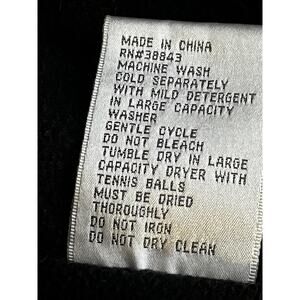 MADE IN CHINA
RN#38843
MACHINE WASH
COLD SEPARATELY
WITH MILD DETERGENT
IN LARGE CAPACITY
WASHER
GENTLE CYCLE
DO NOT BLEACH
TUMBLE DRY IN LARGE
CAPACITY DRYER WITH
TENNIS BALLS
MUST BE DRIED
THOROUGHLY
DO NOT IRON
DO NOT DRY CLEAN